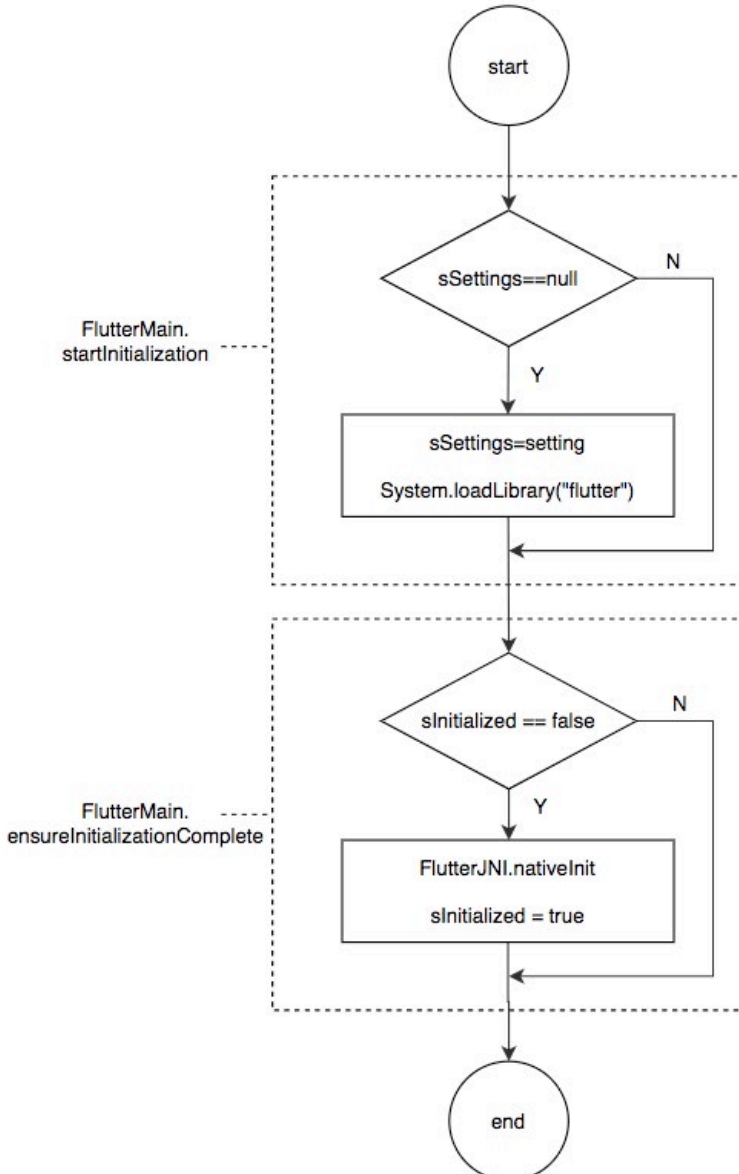 start
sSettings==null
N
FlutterMain.
startInitialization
Y
sSettings=setting
System.loadLibrary("flutter")
sInitialized == false
N
FlutterMain.
ensureInitializationComplete
Y
FlutterJNI.nativeInit
sInitialized = true
end